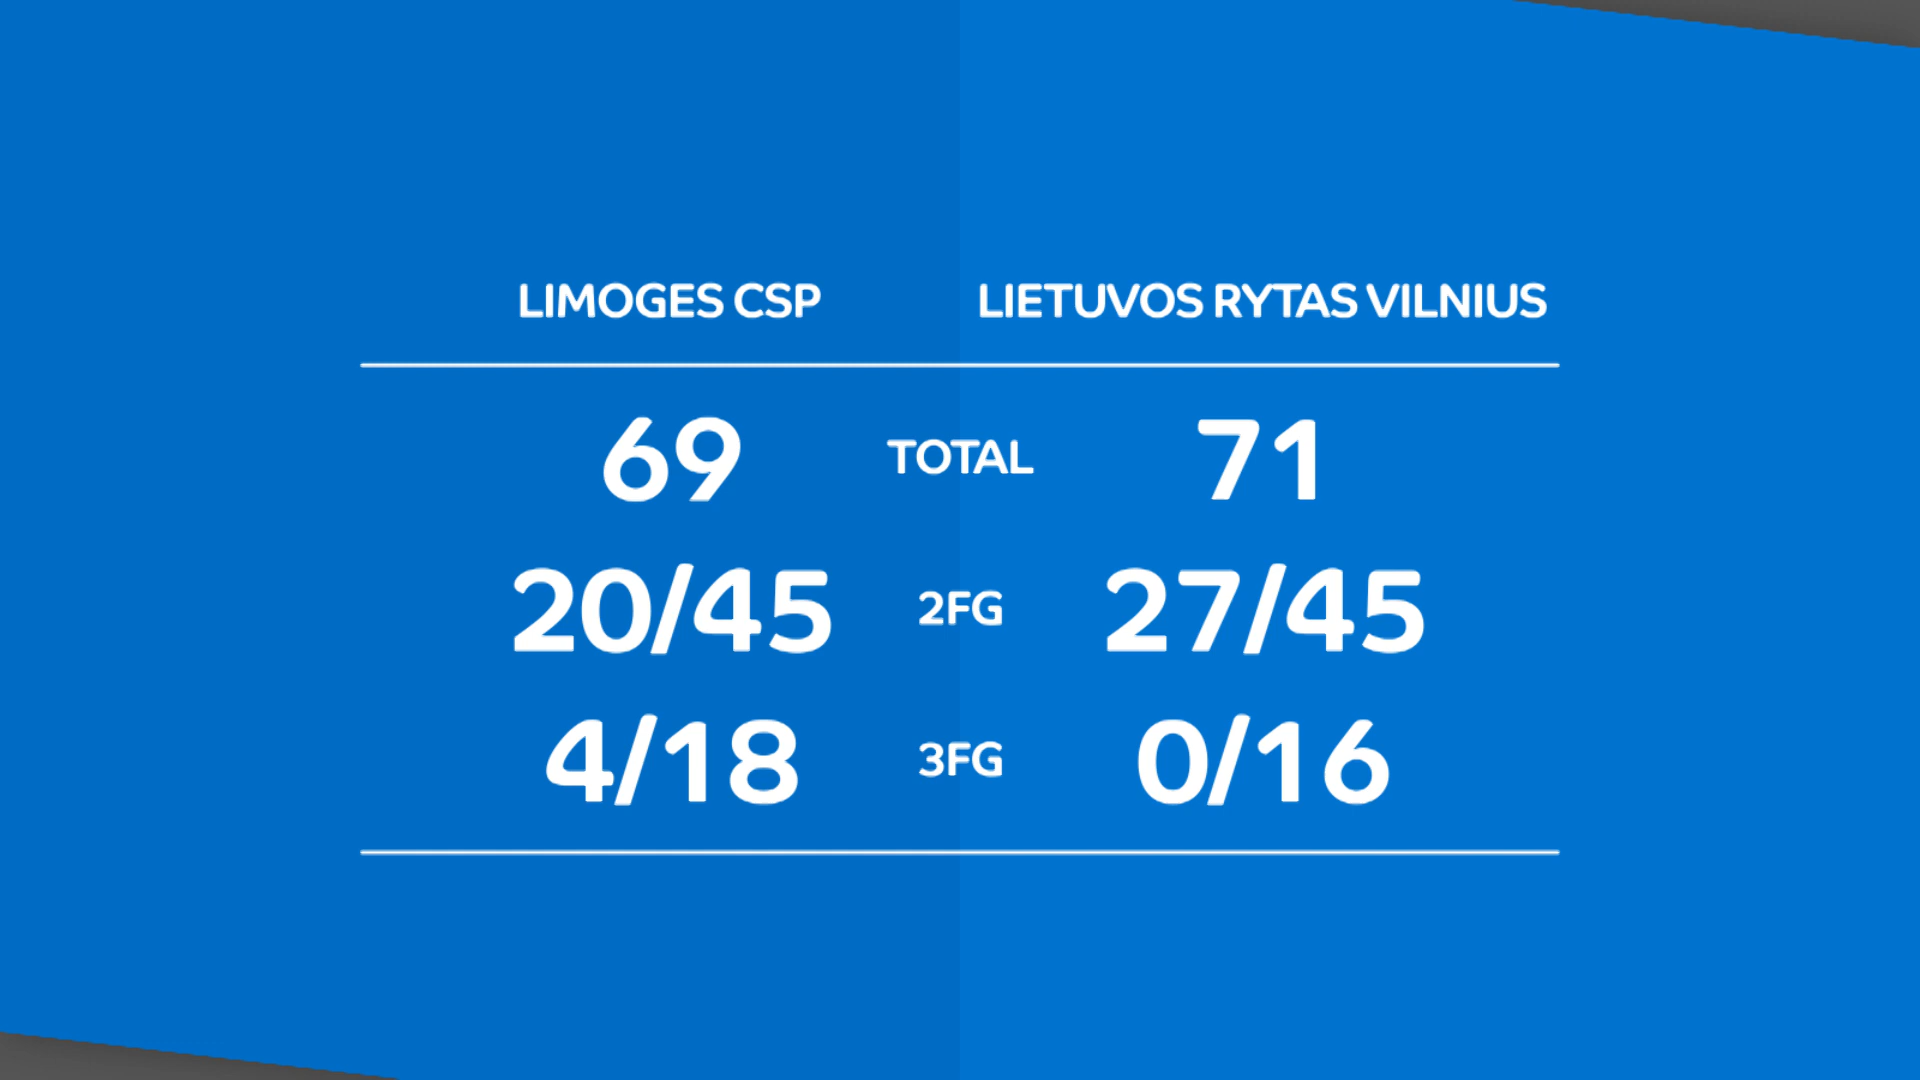 LIMOGES CSP LIETUVOS RYTAS VILNIUS
69 TOTAL 71
20/45 2FG 27/45
4/18 3FG 0/16